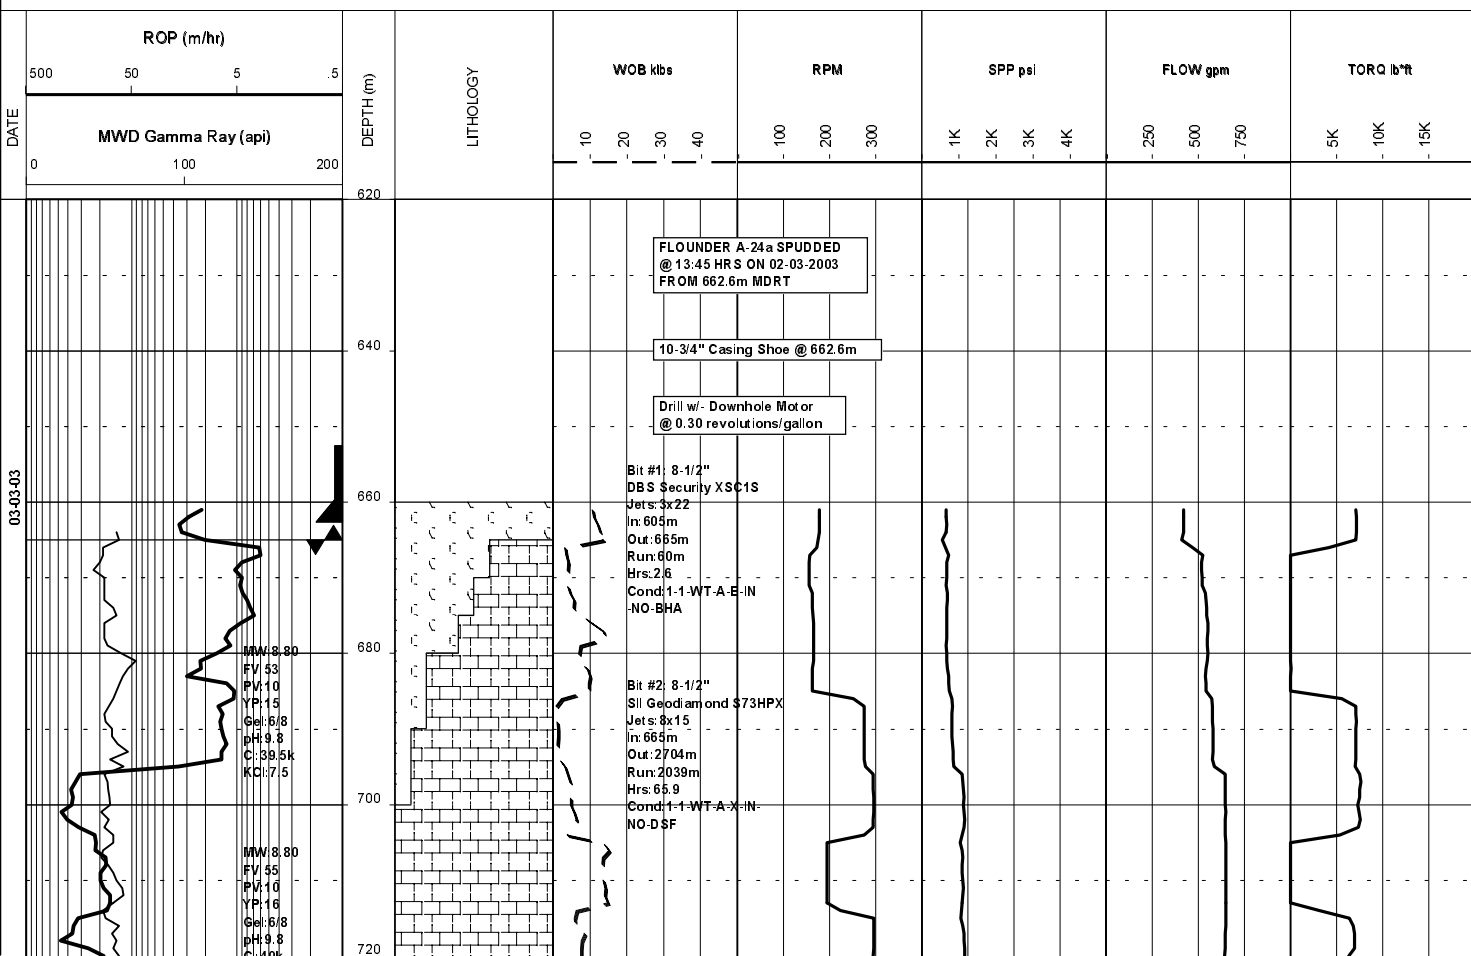 ROP (m/hr)
500 50 5 .5
MWD Gamma Ray (api)
0 100 200
DATE
DEPTH (m)
LITHOLOGY
WOB klbs
10 20 30 40
RPM
100 200 300
SPP psi
1K 2K 3K 4K
FLOW gpm
250 500 750
TORQ lb*ft
5K 10K 15K
620
FLOUNDER A-24a SPUDDED
@ 13:45 HRS ON 02-03-2003
FROM 662.6m MDRT
640
10-3/4" Casing Shoe @ 662.6m
Drill w/- Downhole Motor
@ 0.30 revolutions/gallon
03-03-03
660
Bit #1: 8-1/2"
DBS Security XSC1S
Jets:3x22
In:605m
Out:665m
Run:60m
Hrs:2.6
Cond:1-1-WT-A-E-IN
-NO-BHA
680
MW:8.80
FV:53
PV:10
YP:15
Gel:6/8
pH:9.8
C:39.5k
KCl:7.5
Bit #2: 8-1/2"
SII Geodiamond S73HPX
Jets:8x15
In:665m
Out:2704m
Run:2039m
Hrs:65.9
Cond:1-1-WT-A-X-IN-
NO-DSF
700
MW:8.80
FV:55
PV:10
YP:16
Gel:6/8
pH:9.8
720